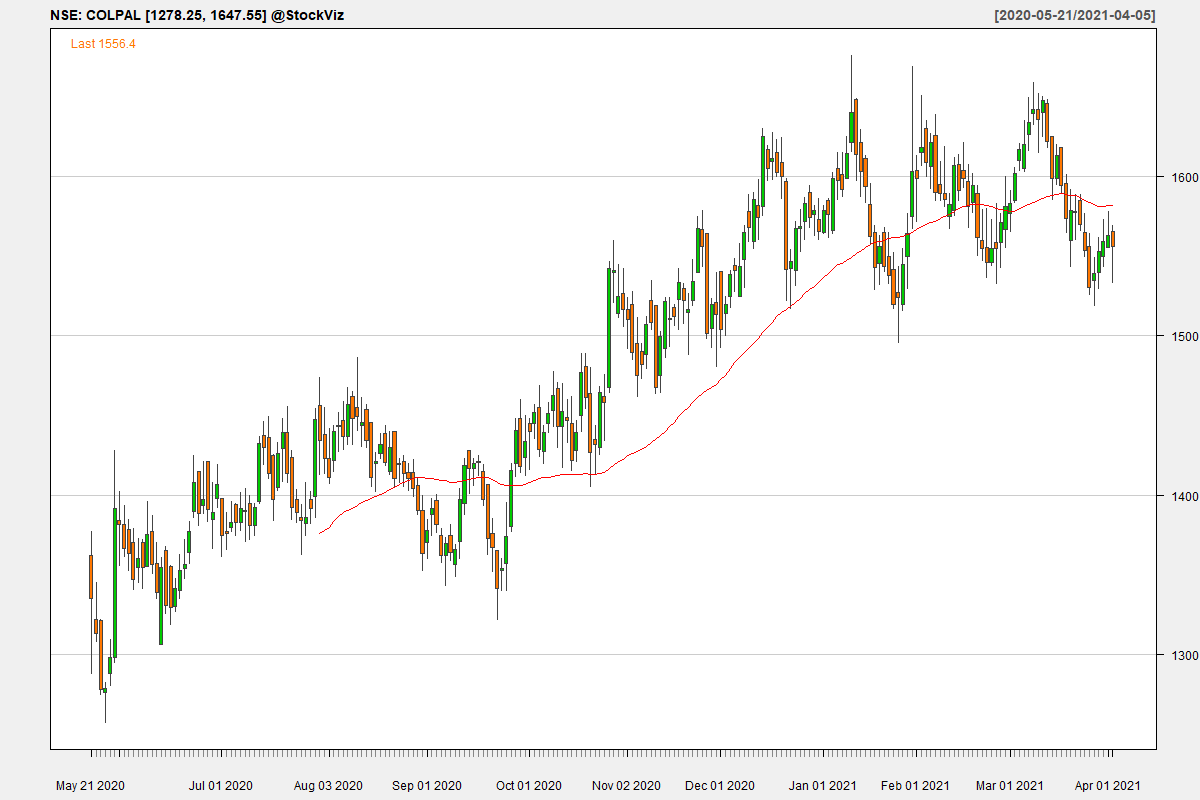 NSE: COLPAL [1278.25, 1647.55] @StockViz [2020-05-21/2021-04-05]
Last 1556.4
1600
1500
1400
1300
May 21 2020 Jul 01 2020 Aug 03 2020 Sep 01 2020 Oct 01 2020 Nov 02 2020 Dec 01 2020 Jan 01 2021 Feb 01 2021 Mar 01 2021 Apr 01 2021